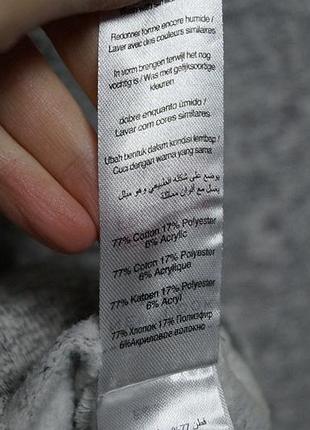 Redonner forme encore humide /
Laver avec des couleurs similaires
In vorm brengen terwijl het nog
vochtig is / Was met gelijksoortige
kleuren
dobre enquanto úmido /
Lavar com cores similares
Ubah bentuk dalam kondisi lembap /
Cuci dengan warna yang sama
77% Cotton 17% Polyester
6% Acrylic
77% Coton 17% Polyester
6% Acrylique
77% Katoen 17% Polyester
6% Acryl
77% Хлопок 17% Полиэфир
6%Акриловое волокно